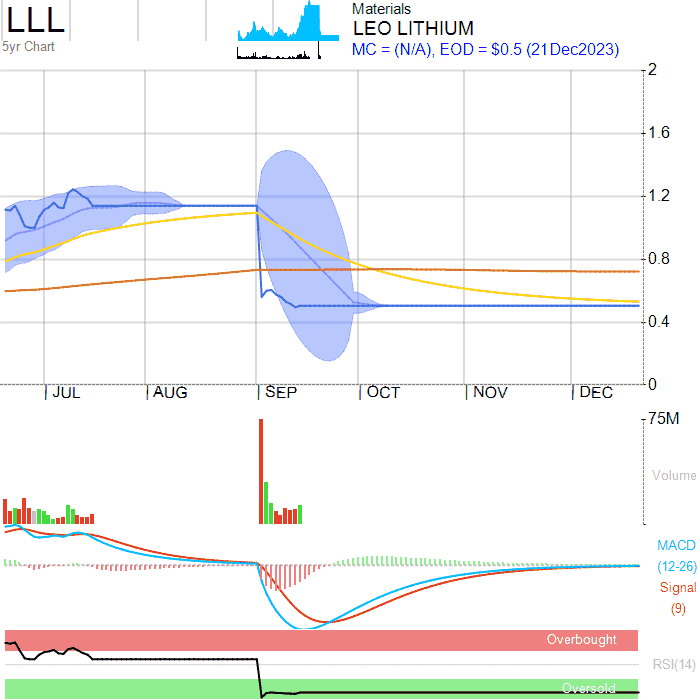 LLL
5yr Chart
Materials
LEO LITHIUM
MC = (N/A), EOD = $0.5 (21Dec2023)
2
1.6
1.2
0.8
0.4
0
JUL AUG SEP OCT NOV DEC
75M
Volume
MACD
(12-26)
Signal
(9)
Overbought
RSI(14)
Oversold